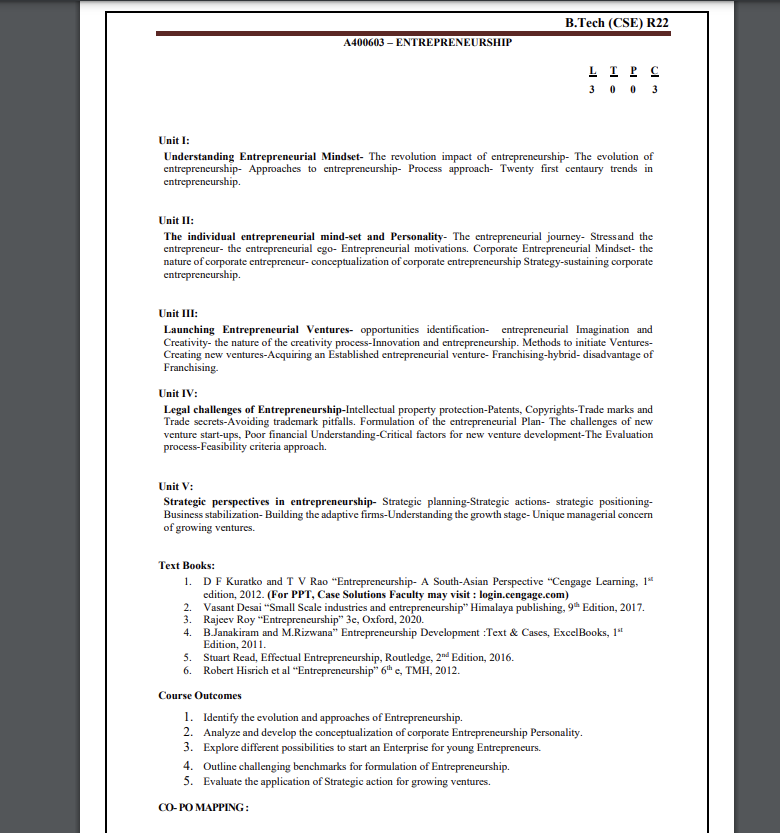 B.Tech (CSE) R22
A400603 – ENTREPRENEURSHIP
L T P C
3 0 0 3
Unit I:
Understanding Entrepreneurial Mindset- The revolution impact of entrepreneurship- The evolution of
entrepreneurship- Approaches to entrepreneurship- Process approach- Twenty first centaury trends in
entrepreneurship.
Unit II:
The individual entrepreneurial mind-set and Personality- The entrepreneurial journey- Stressand the
entrepreneur- the entrepreneurial ego- Entrepreneurial motivations. Corporate Entrepreneurial Mindset- the
nature of corporate entrepreneur- conceptualization of corporate entrepreneurship Strategy-sustaining corporate
entrepreneurship.
Unit III:
Launching Entrepreneurial Ventures- opportunities identification- entrepreneurial Imagination and
Creativity- the nature of the creativity process-Innovation and entrepreneurship. Methods to initiate Ventures-
Creating new ventures-Acquiring an Established entrepreneurial venture- Franchising-hybrid- disadvantage of
Franchising.
Unit IV:
Legal challenges of Entrepreneurship-Intellectual property protection-Patents, Copyrights-Trade marks and
Trade secrets-Avoiding trademark pitfalls. Formulation of the entrepreneurial Plan- The challenges of new
venture start-ups, Poor financial Understanding-Critical factors for new venture development-The Evaluation
process-Feasibility criteria approach.
Unit V:
Strategic perspectives in entrepreneurship- Strategic planning-Strategic actions- strategic positioning-
Business stabilization- Building the adaptive firms-Understanding the growth stage- Unique managerial concern
of growing ventures.
Text Books:
1. D F Kuratko and T V Rao “Entrepreneurship- A South-Asian Perspective “Cengage Learning, 1st
edition, 2012. (For PPT, Case Solutions Faculty may visit : login.cengage.com)
2. Vasant Desai “Small Scale industries and entrepreneurship” Himalaya publishing, 9th Edition, 2017.
3. Rajeev Roy “Entrepreneurship” 3e, Oxford, 2020.
4. B.Janakiram and M.Rizwana” Entrepreneurship Development :Text & Cases, ExcelBooks, 1st
Edition, 2011.
5. Stuart Read, Effectual Entrepreneurship, Routledge, 2nd Edition, 2016.
6. Robert Hisrich et al “Entrepreneurship” 6th e, TMH, 2012.
Course Outcomes
1. Identify the evolution and approaches of Entrepreneurship.
2. Analyze and develop the conceptualization of corporate Entrepreneurship Personality.
3. Explore different possibilities to start an Enterprise for young Entrepreneurs.
4. Outline challenging benchmarks for formulation of Entrepreneurship.
5. Evaluate the application of Strategic action for growing ventures.
CO- PO MAPPING :